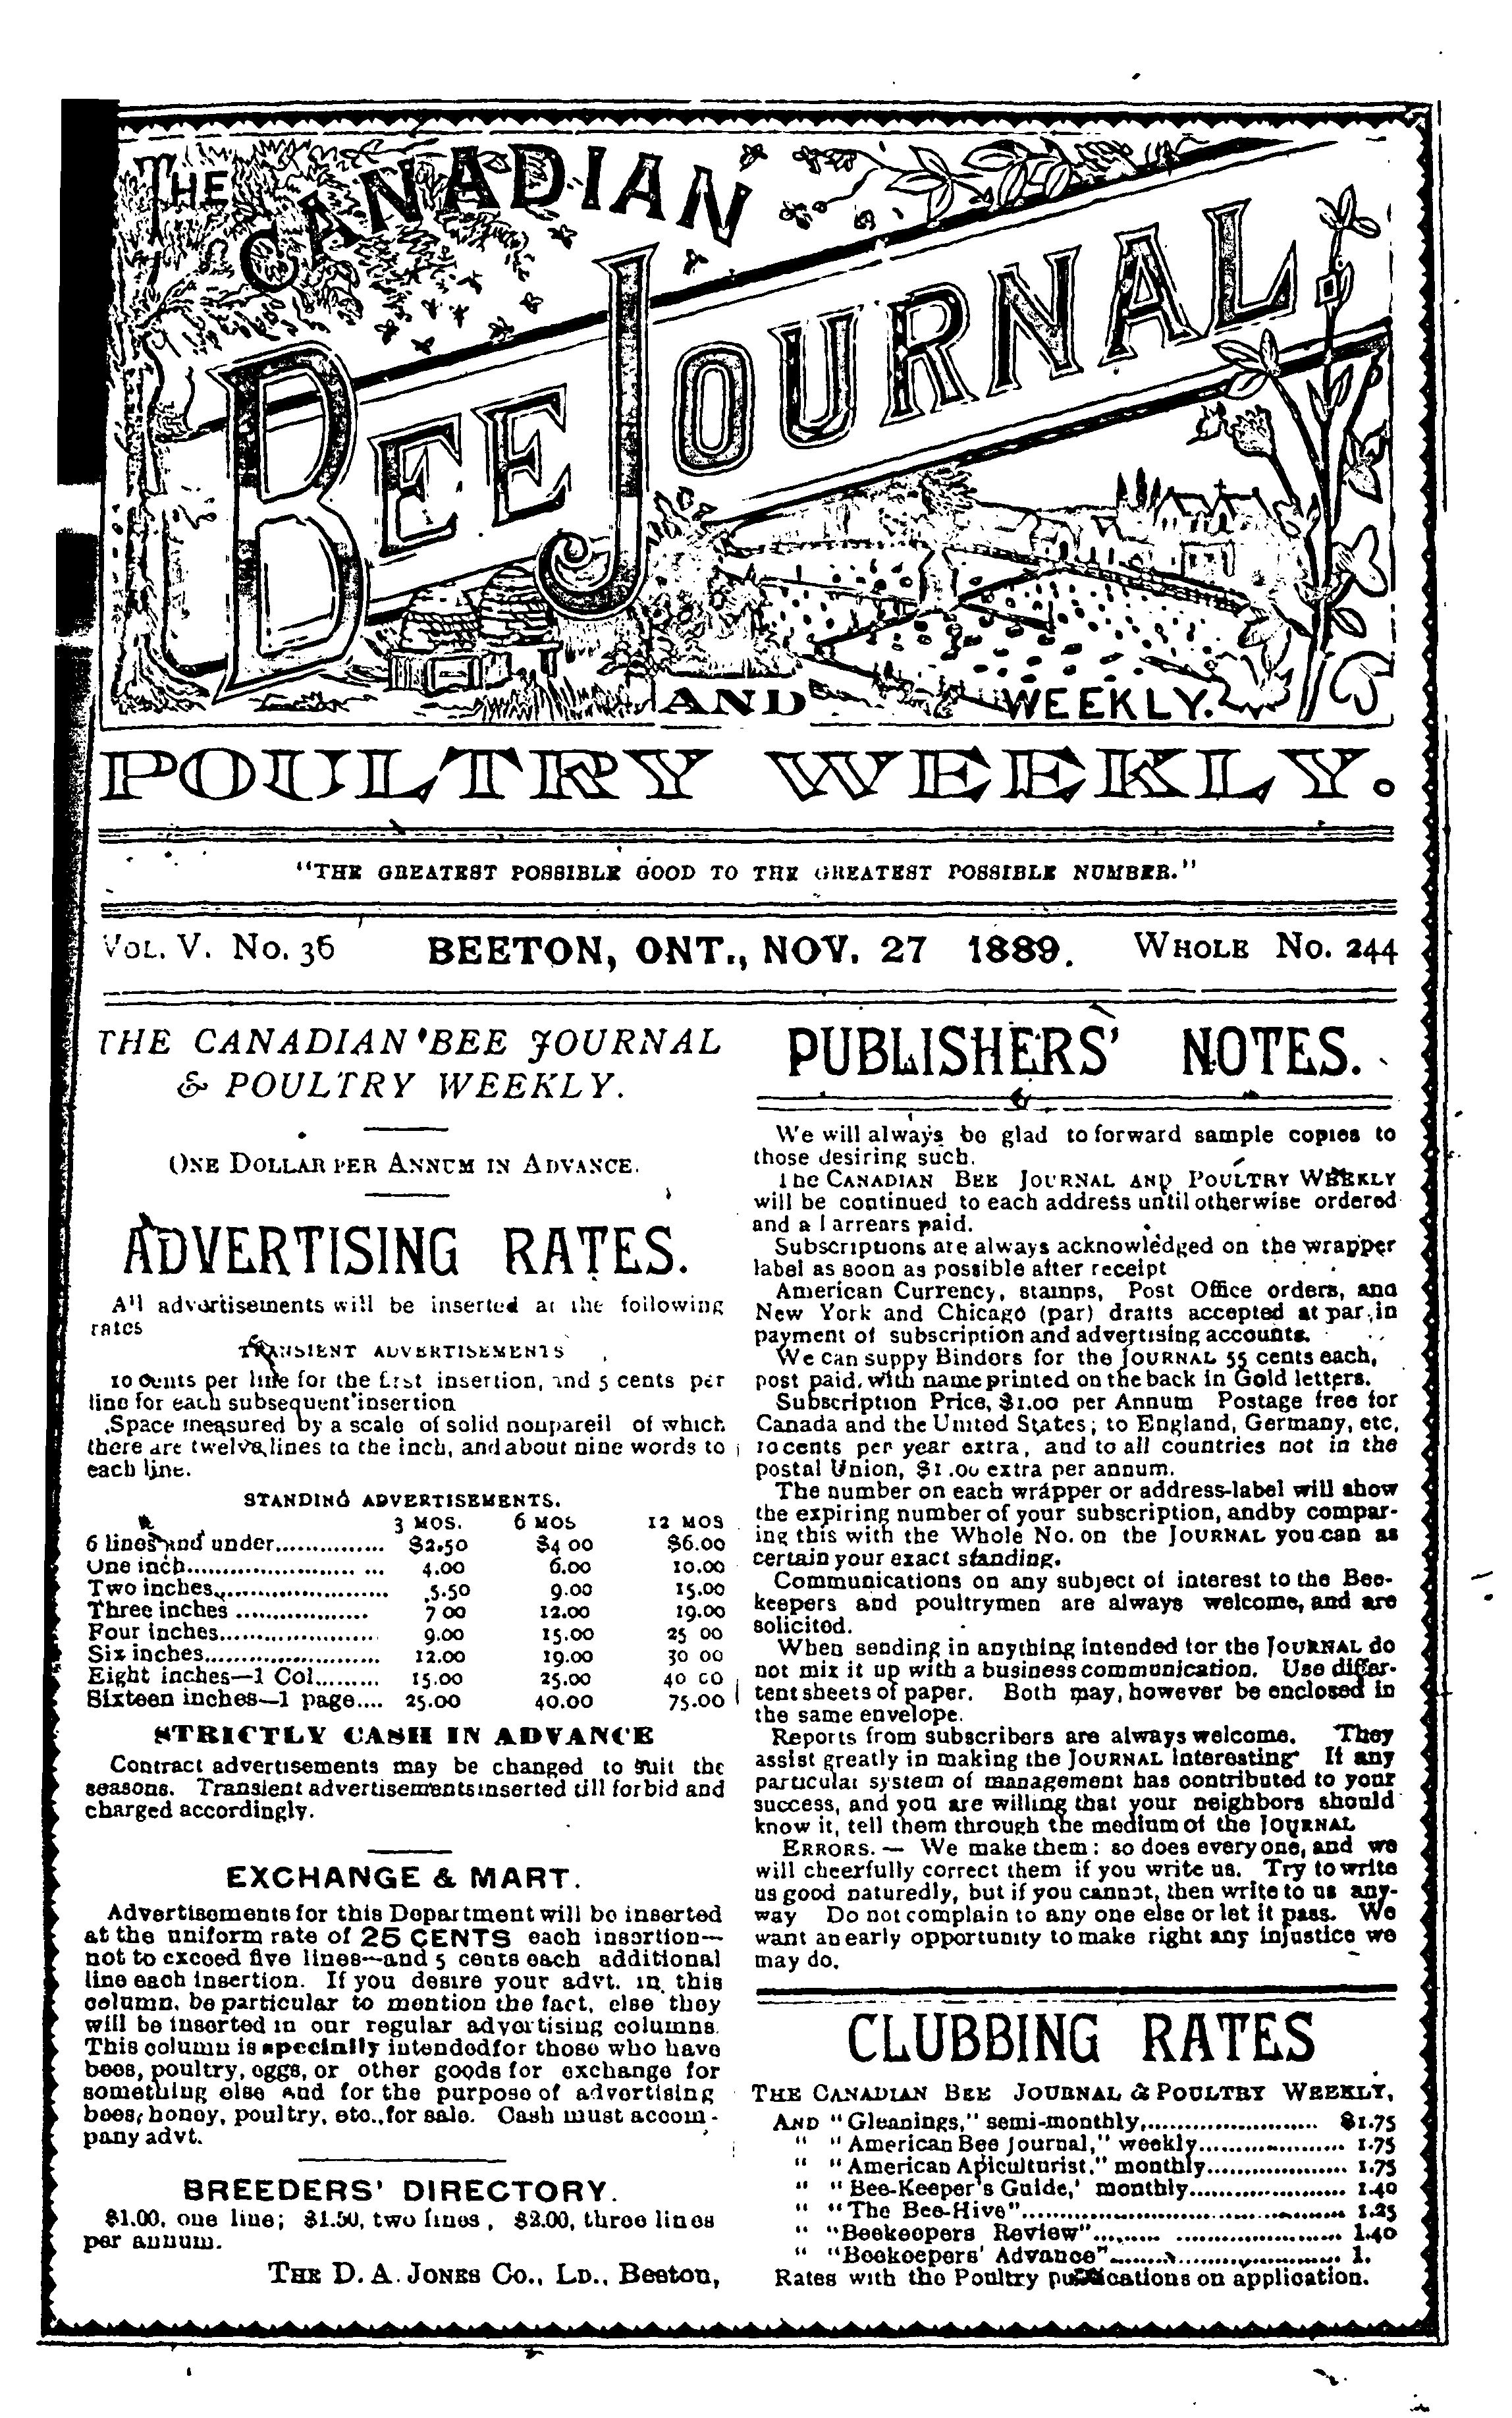 THE
CANADIAN
BEE JOURNAL.
AND WEEKLY.
POULTRY WEEKLY.
"THE GREATEST POSSIBLE GOOD TO THE GREATEST POSSIBLE NUMBER."
VOL. V. No. 36 BEETON, ONT., NOV. 27 1889. WHOLE No. 244
THE CANADIAN BEE JOURNAL
& POULTRY WEEKLY.
ONE DOLLAR PER ANNUM IN ADVANCE.
ADVERTISING RATES.
All advertisements will be inserted at the following
rates
TRANSIENT ADVERTISEMENTS
10 cents per line for the first insertion, and 5 cents per
line for each subsequent insertion
Space measured by a scale of solid nonpareil of which
there are twelve lines to the inch, and about nine words to
each line.
STANDING ADVERTISEMENTS.
3 MOS. 6 MOS 12 MOS
6 lines and under............... $2.50 $4 00 $6.00
One inch........................... 4.00 6.00 10.00
Two inches......................... 5.50 9.00 15.00
Three inches .................. 7 00 12.00 19.00
Four inches...................... 9.00 15.00 25 00
Six inches......................... 12.00 19.00 30 00
Eight inches—1 Col......... 15.00 25.00 40 00
Sixteen inches—1 page.... 25.00 40.00 75.00
STRICTLY CASH IN ADVANCE
Contract advertisements may be changed to suit the
seasons. Transient advertisements inserted till forbid and
charged accordingly.
EXCHANGE & MART.
Advertisements for this Department will be inserted
at the uniform rate of 25 CENTS each insertion—
not to exceed five lines—and 5 cents each additional
line each insertion. If you desire your advt. in this
column, be particular to mention the fact, else they
will be inserted in our regular advertising columns.
This column is specially intended for those who have
bees, poultry, eggs, or other goods for exchange for
something else and for the purpose of advertising
bees, honey, poultry, etc., for sale. Cash must accom-
pany advt.
BREEDERS' DIRECTORY.
$1.00, one line; $1.50, two lines, $2.00, three lines
per annum.
THE D. A. JONES Co., LD., Beeton,
PUBLISHERS' NOTES.
We will always be glad to forward sample copies to
those desiring such.
The CANADIAN BEE JOURNAL AND POULTRY WEEKLY
will be continued to each address until otherwise ordered
and a l arrears paid.
Subscriptions are always acknowledged on the wrapper
label as soon as possible after receipt
American Currency, stamps, Post Office orders, and
New York and Chicago (par) drafts accepted at par in
payment of subscription and advertising accounts.
We can suppy Binders for the JOURNAL 55 cents each,
post paid, with name printed on the back in Gold letters.
Subscription Price, $1.00 per Annum Postage free for
Canada and the United States; to England, Germany, etc,
10 cents per year extra, and to all countries not in the
postal Union, $1.00 extra per annum.
The number on each wrapper or address-label will show
the expiring number of your subscription, and by compar-
ing this with the Whole No. on the JOURNAL you can as
certain your exact standing.
Communications on any subject of interest to the Bee-
keepers and poultrymen are always welcome, and are
solicited.
When sending in anything intended for the JOURNAL do
not mix it up with a business communication. Use differ-
tent sheets of paper. Both may, however be enclosed in
the same envelope.
Reports from subscribers are always welcome. They
assist greatly in making the JOURNAL interesting If any
particular system of management has contributed to your
success, and you are willing that your neighbors should
know it, tell them through the medium of the JOURNAL
ERRORS. — We make them: so does every one, and we
will cheerfully correct them if you write us. Try to write
us good naturedly, but if you cannot, then write to us any-
way Do not complain to any one else or let it pass. We
want an early opportunity to make right any injustice we
may do.
CLUBBING RATES
THE CANADIAN BEE JOURNAL & POULTRY WEEKLY,
AND "Gleanings," semi-monthly,........................ $1.75
" "American Bee Journal," weekly..................... 1.75
" "American Apiculturist," monthly.................... 1.75
" "Bee-Keeper's Guide,' monthly...................... 1.40
" "The Bee-Hive"................................................ 1.25
" "Beekeepers Review"......... ........................ 1.40
" "Beekeepers' Advance"................................. 1.
Rates with the Poultry publications on application.